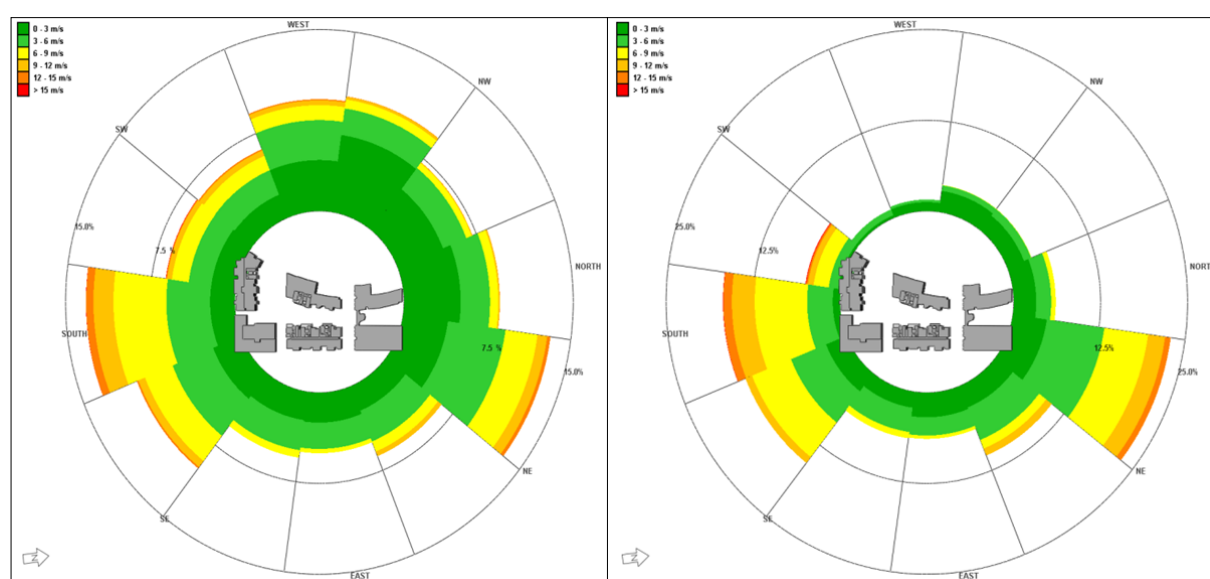 0 - 3 m/s
3 - 6 m/s
6 - 9 m/s
9 - 12 m/s
12 - 15 m/s
> 15 m/s
WEST
NW
SW
15.0%
7.5 %
NORTH
SOUTH
7.5 %
15.0%
NE
SE
EAST
N
0 - 3 m/s
3 - 6 m/s
6 - 9 m/s
9 - 12 m/s
12 - 15 m/s
> 15 m/s
WEST
NW
SW
25.0%
12.5%
NORTH
SOUTH
12.5%
25.0%
NE
SE
EAST
N